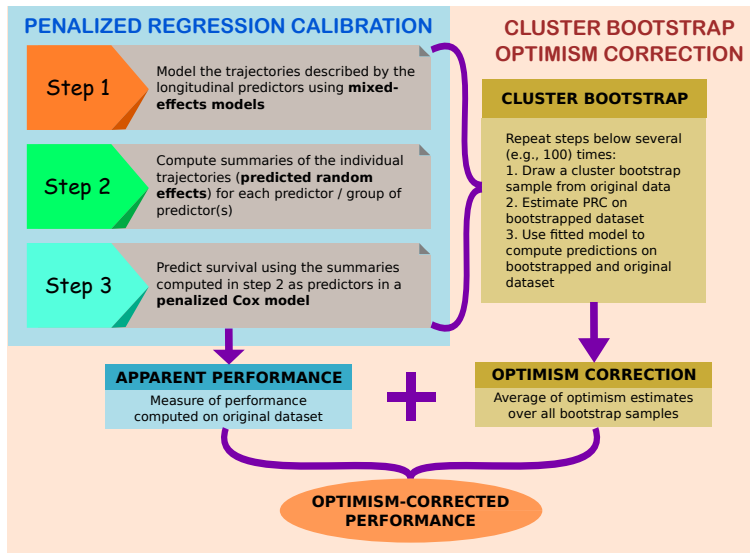 PENALIZED REGRESSION CALIBRATION
Step 1
Model the trajectories described by the
longitudinal predictors using mixed-
effects models
Step 2
Compute summaries of the individual
trajectories (predicted random
effects) for each predictor / group of
predictor(s)
Step 3
Predict survival using the summaries
computed in step 2 as predictors in a
penalized Cox model
CLUSTER BOOTSTRAP
OPTIMISM CORRECTION
CLUSTER BOOTSTRAP
Repeat steps below several
(e.g., 100) times:
1. Draw a cluster bootstrap
sample from original data
2. Estimate PRC on
bootstrapped dataset
3. Use fitted model to
compute predictions on
bootstrapped and original
dataset
APPARENT PERFORMANCE
Measure of performance
computed on original dataset
OPTIMISM CORRECTION
Average of optimism estimates
over all bootstrap samples
OPTIMISM-CORRECTED
PERFORMANCE